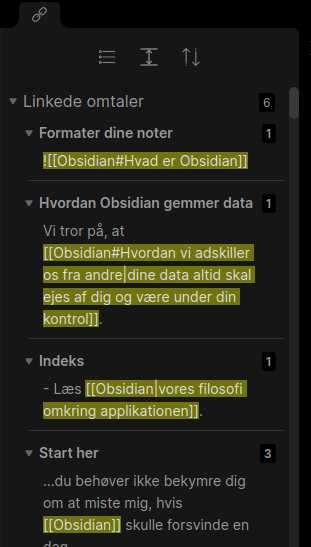 Linkede omtaler 6
Formater dine noter 1
![[Obsidian#Hvad er Obsidian]]
Hvordan Obsidian gemmer data 1
Vi tror på, at
[[Obsidian#Hvordan vi adskiller
os fra andre|dine data altid skal
ejes af dig og være under din
kontrol]].
Indeks 1
- Læs [[Obsidian|vores filosofi
omkring applikationen]].
Start her 3
...du behøver ikke bekymre dig
om at miste mig, hvis
[[Obsidian]] skulle forsvinde en
dag